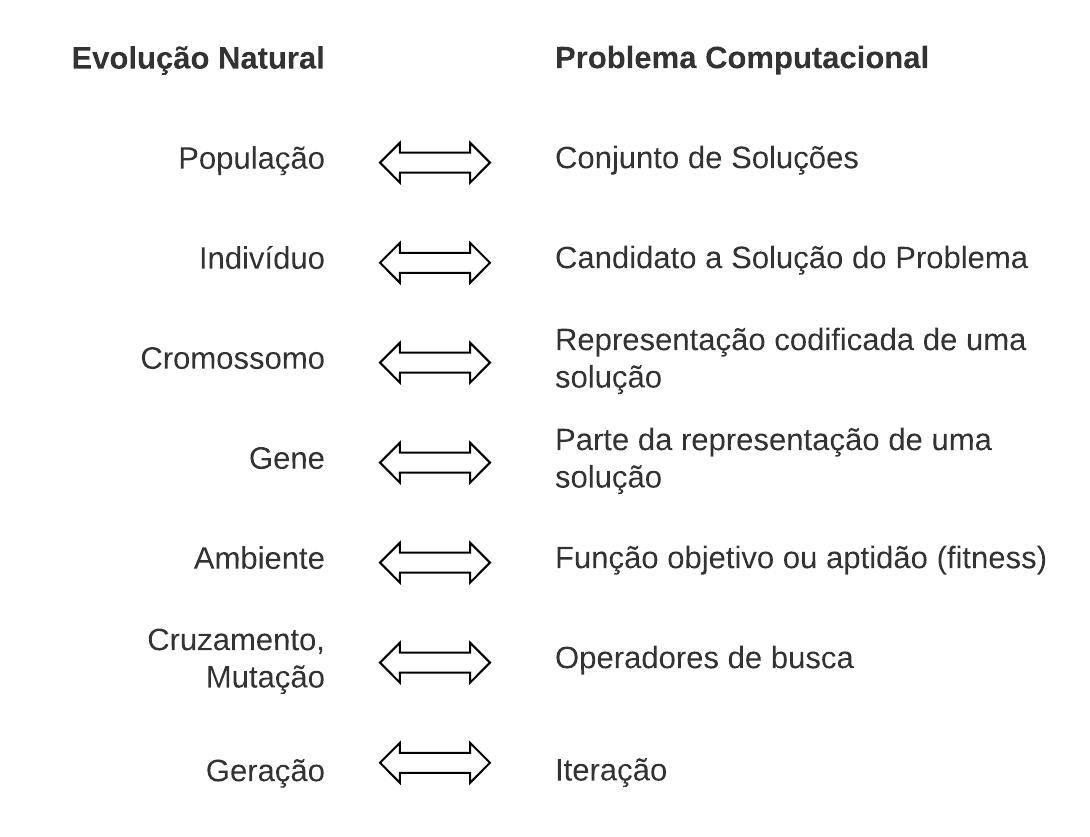 Evolução Natural
Problema Computacional
População
Conjunto de Soluções
Indivíduo
Candidato a Solução do Problema
Cromossomo
Representação codificada de uma
solução
Gene
Parte da representação de uma
solução
Ambiente
Função objetivo ou aptidão (fitness)
Cruzamento,
Mutação
Operadores de busca
Geração
Iteração